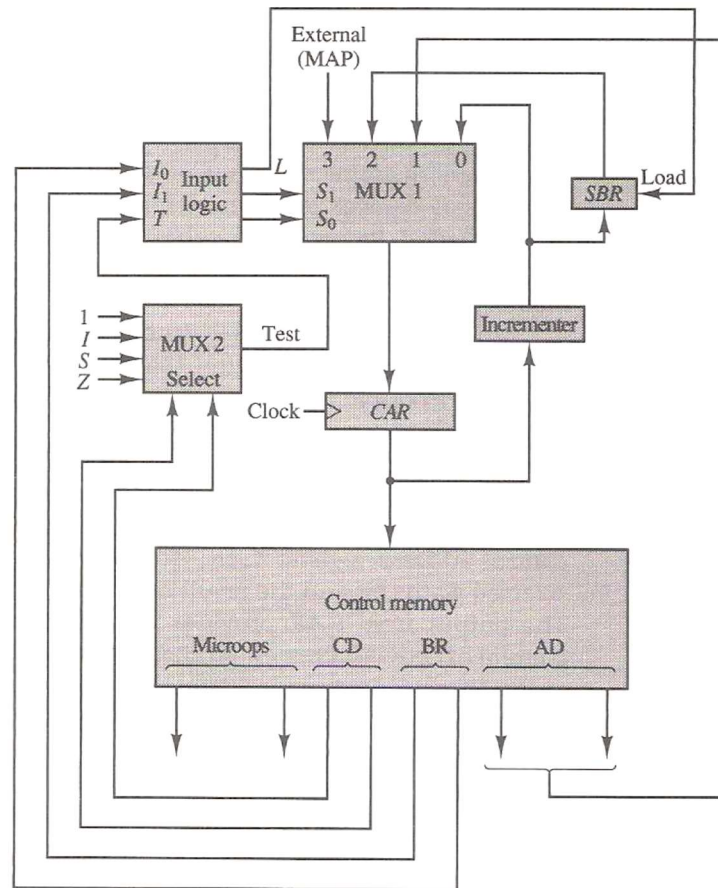 External
(MAP)
3 2 1 0
S₁ MUX 1
S₀
I₀
I₁ Input
logic
T
L
SBR
Load
1
I
S
Z
MUX 2
Select
Test
Incrementer
Clock
CAR
Control memory
Microops CD BR AD